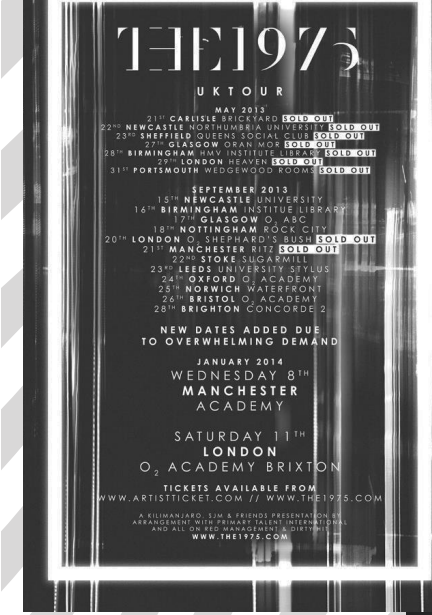 THE 1975
UK TOUR
MAY 2013
21ST CARLISLE BRICKYARD SOLD OUT
22ND NEWCASTLE NORTHUMBRIA UNIVERSITY SOLD OUT
23RD SHEFFIELD QUEENS SOCIAL CLUB SOLD OUT
27TH GLASGOW ORAN MOR SOLD OUT
28TH BIRMINGHAM HMV INSTITUTE LIBRARY SOLD OUT
29TH LONDON HEAVEN SOLD OUT
31ST PORTSMOUTH WEDGEWOOD ROOMS SOLD OUT
SEPTEMBER 2013
15TH NEWCASTLE UNIVERSITY
16TH BIRMINGHAM INSTITUE LIBRARY
17TH GLASGOW O2 ABC
18TH NOTTINGHAM ROCK CITY
20TH LONDON O2 SHEPHARD'S BUSH SOLD OUT
21ST MANCHESTER RITZ SOLD OUT
22ND STOKE SUGARMILL
23RD LEEDS UNIVERSITY STYLUS
24TH OXFORD O2 ACADEMY
25TH NORWICH WATERFRONT
26TH BRISTOL O2 ACADEMY
28TH BRIGHTON CONCORDE 2
NEW DATES ADDED DUE
TO OVERWHELMING DEMAND
JANUARY 2014
WEDNESDAY 8TH
MANCHESTER
ACADEMY
SATURDAY 11TH
LONDON
O2 ACADEMY BRIXTON
TICKETS AVAILABLE FROM
WWW.ARTISTTICKET.COM // WWW.THE1975.COM
A KILIMANJARO, SJM & FRIENDS PRESENTATION BY
ARRANGEMENT WITH PRIMARY TALENT INTERNATIONAL
AND ALL ON RED MANAGEMENT & DIRTY HIT
WWW.THE1975.COM